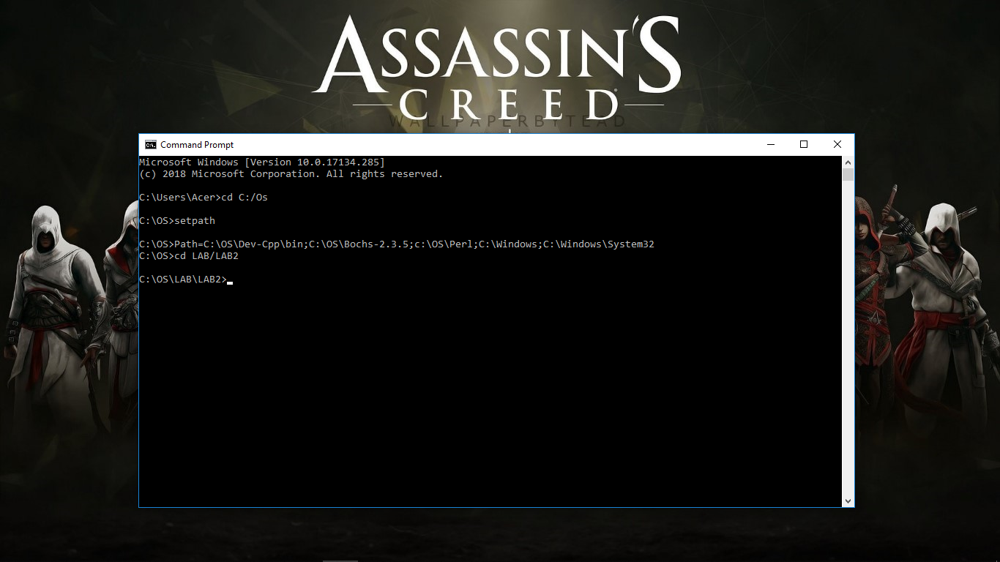 ASSASSIN'S
CREED
WALLPAPERBYTEAD
Command Prompt
Microsoft Windows [Version 10.0.17134.285]
(c) 2018 Microsoft Corporation. All rights reserved.
C:\Users\Acer>cd C:/Os
C:\OS>setpath
C:\OS>Path=C:\OS\Dev-Cpp\bin;C:\OS\Bochs-2.3.5;c:\OS\Perl;C:\Windows;C:\Windows\System32
C:\OS>cd LAB/LAB2
C:\OS\LAB\LAB2>